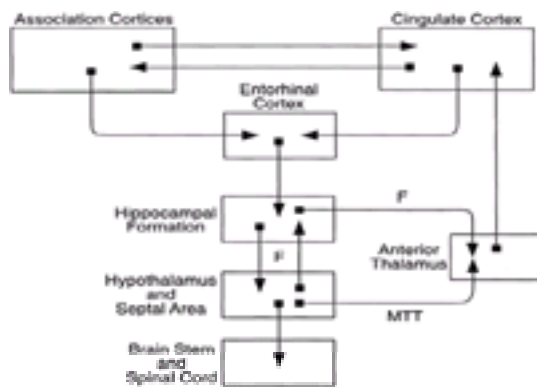 Association Cortices
Cingulate Cortex
Entorhinal
Cortex
F
Hippocampal
Formation
Anterior
Thalamus
F
Hypothalamus
and
Septal Area
MTT
Brain Stem
and
Spinal Cord